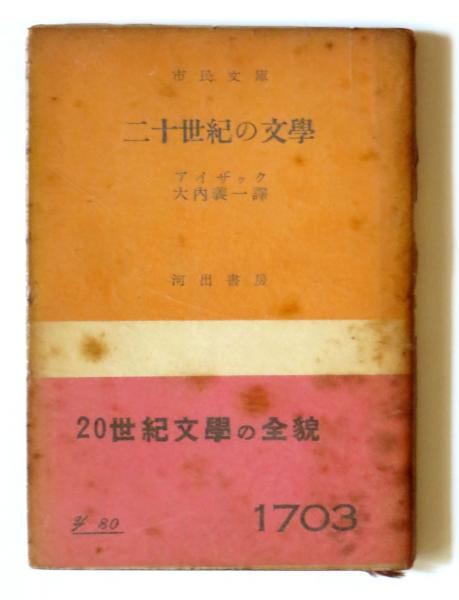 市民文庫
二十世紀の文學
アイザック
大内義一譯
河出書房
20世紀文學の全貌
80
1703